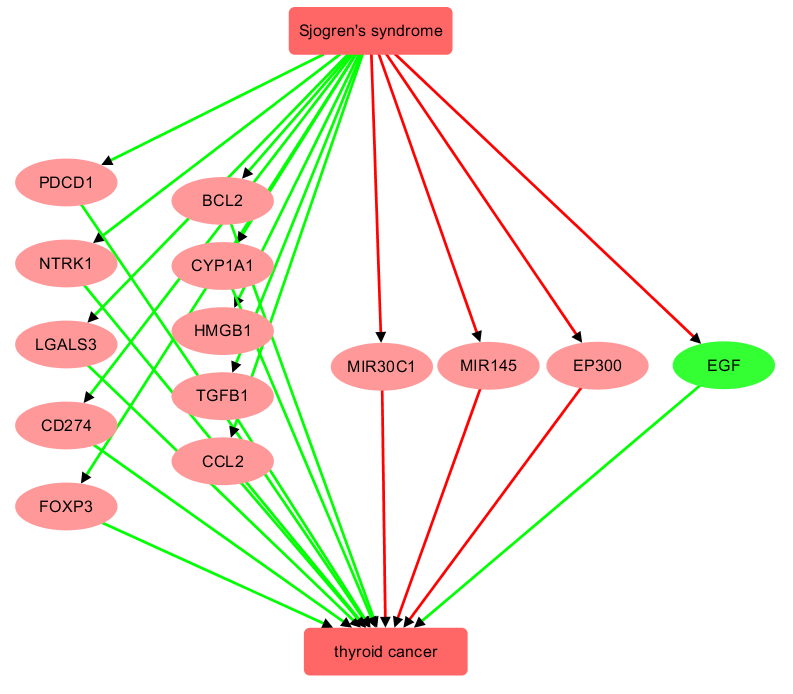 Sjogren's syndrome
PDCD1
BCL2
NTRK1
CYP1A1
HMGB1
LGALS3
MIR30C1
MIR145
EP300
EGF
TGFB1
CD274
CCL2
FOXP3
thyroid cancer